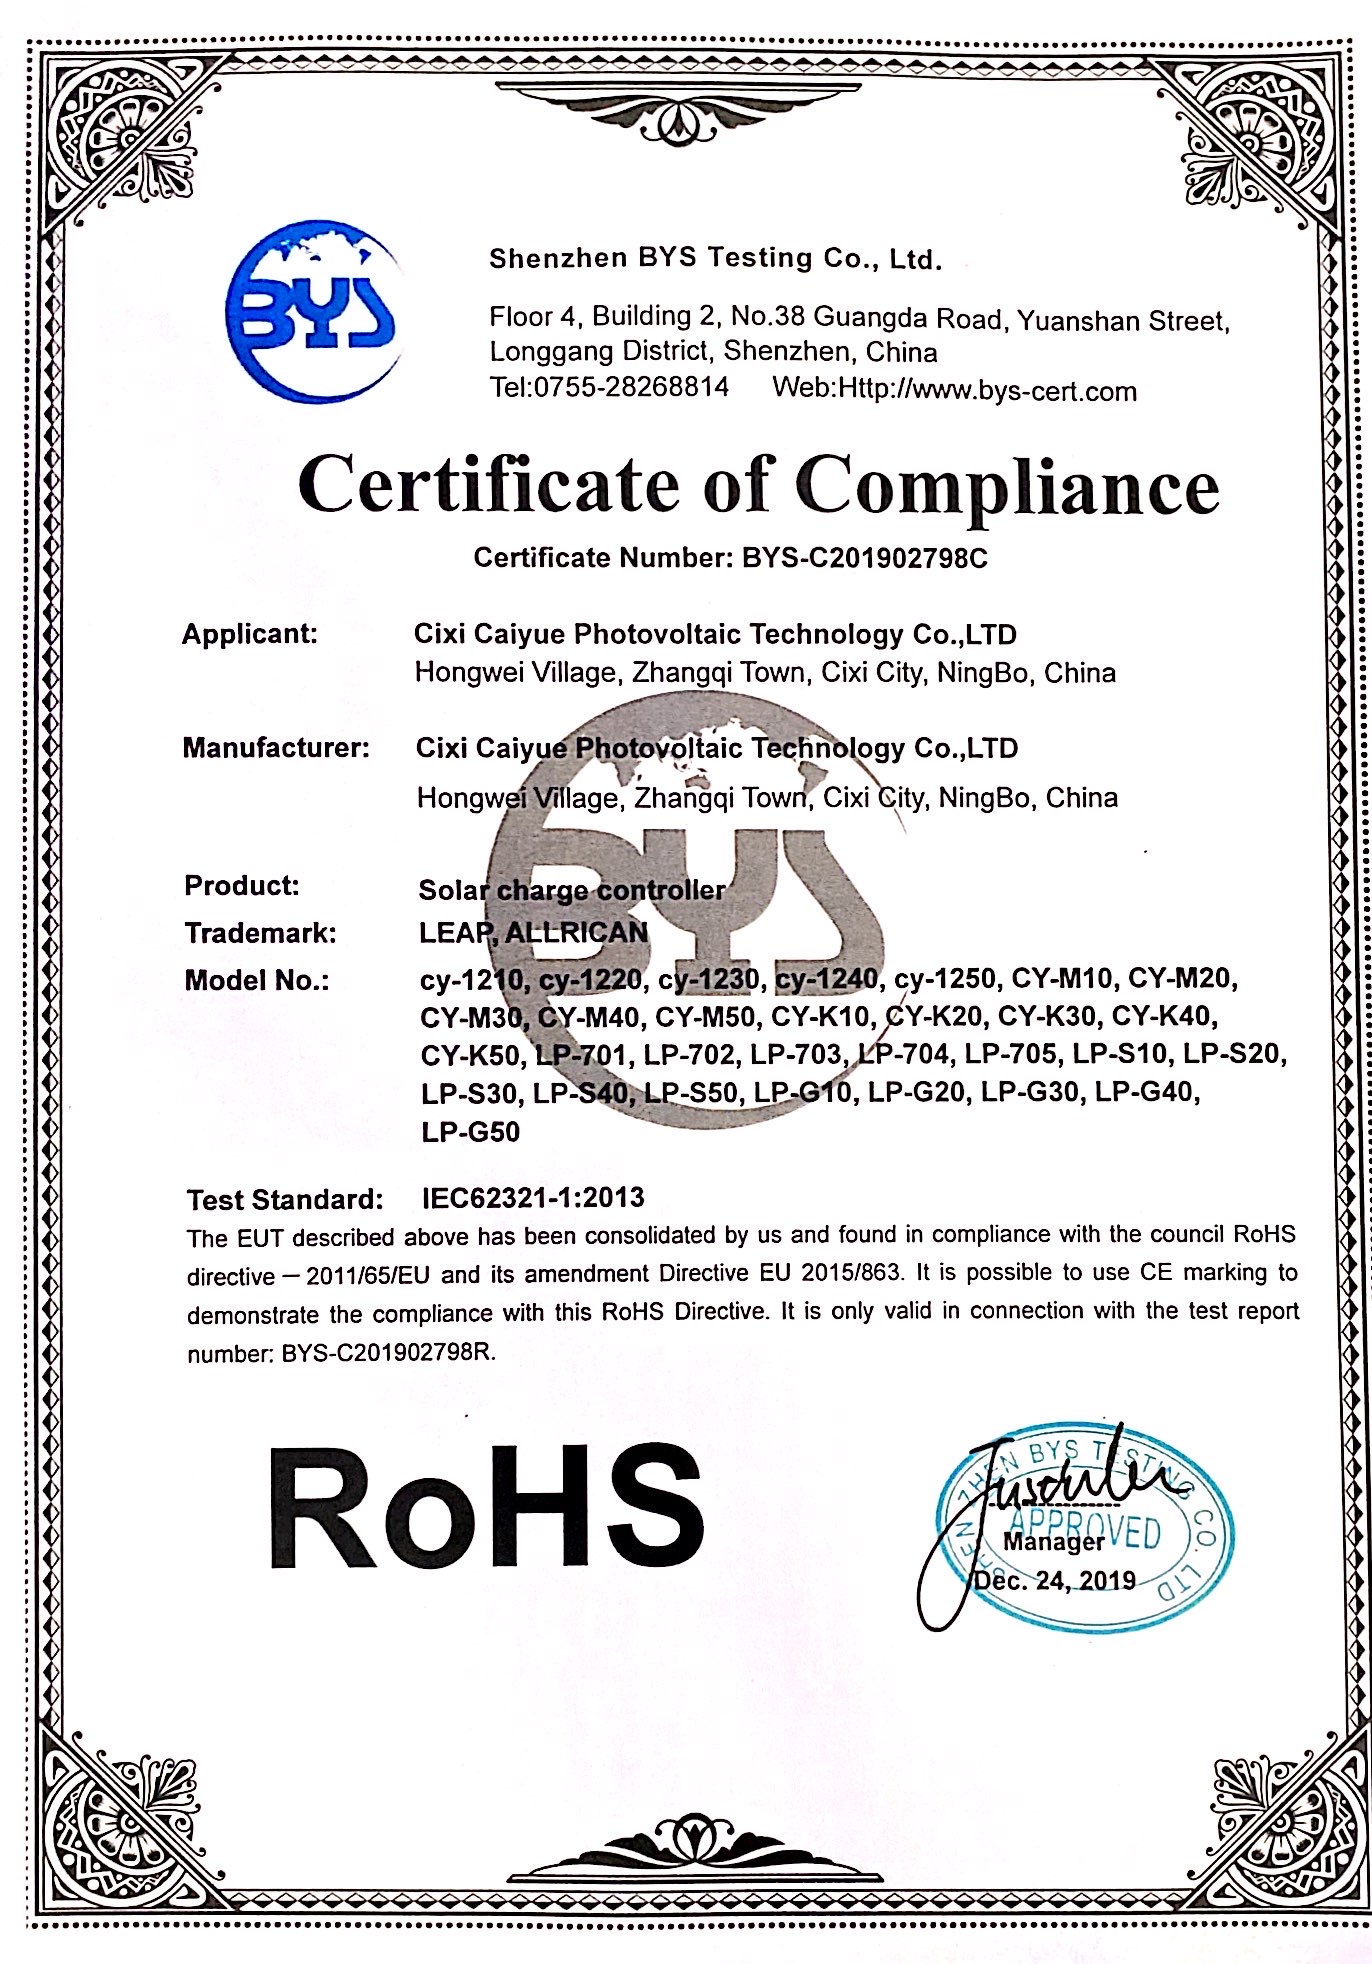 BYS
Shenzhen BYS Testing Co., Ltd.
Floor 4, Building 2, No.38 Guangda Road, Yuanshan Street,
Longgang District, Shenzhen, China
Tel:0755-28268814 Web:Http://www.bys-cert.com
Certificate of Compliance
Certificate Number: BYS-C201902798C
Applicant: Cixi Caiyue Photovoltaic Technology Co.,LTD
Hongwei Village, Zhangqi Town, Cixi City, NingBo, China
Manufacturer: Cixi Caiyue Photovoltaic Technology Co.,LTD
Hongwei Village, Zhangqi Town, Cixi City, NingBo, China
BYS
Product: Solar charge controller
Trademark: LEAP, ALLRICAN
Model No.: cy-1210, cy-1220, cy-1230, cy-1240, cy-1250, CY-M10, CY-M20,
CY-M30, CY-M40, CY-M50, CY-K10, CY-K20, CY-K30, CY-K40,
CY-K50, LP-701, LP-702, LP-703, LP-704, LP-705, LP-S10, LP-S20,
LP-S30, LP-S40, LP-S50, LP-G10, LP-G20, LP-G30, LP-G40,
LP-G50
Test Standard: IEC62321-1:2013
The EUT described above has been consolidated by us and found in compliance with the council RoHS
directive – 2011/65/EU and its amendment Directive EU 2015/863. It is possible to use CE marking to
demonstrate the compliance with this RoHS Directive. It is only valid in connection with the test report
number: BYS-C201902798R.
RoHS
SHEN ZHEN BYS TESTING CO. LTD
APPROVED
Manager
Dec. 24, 2019